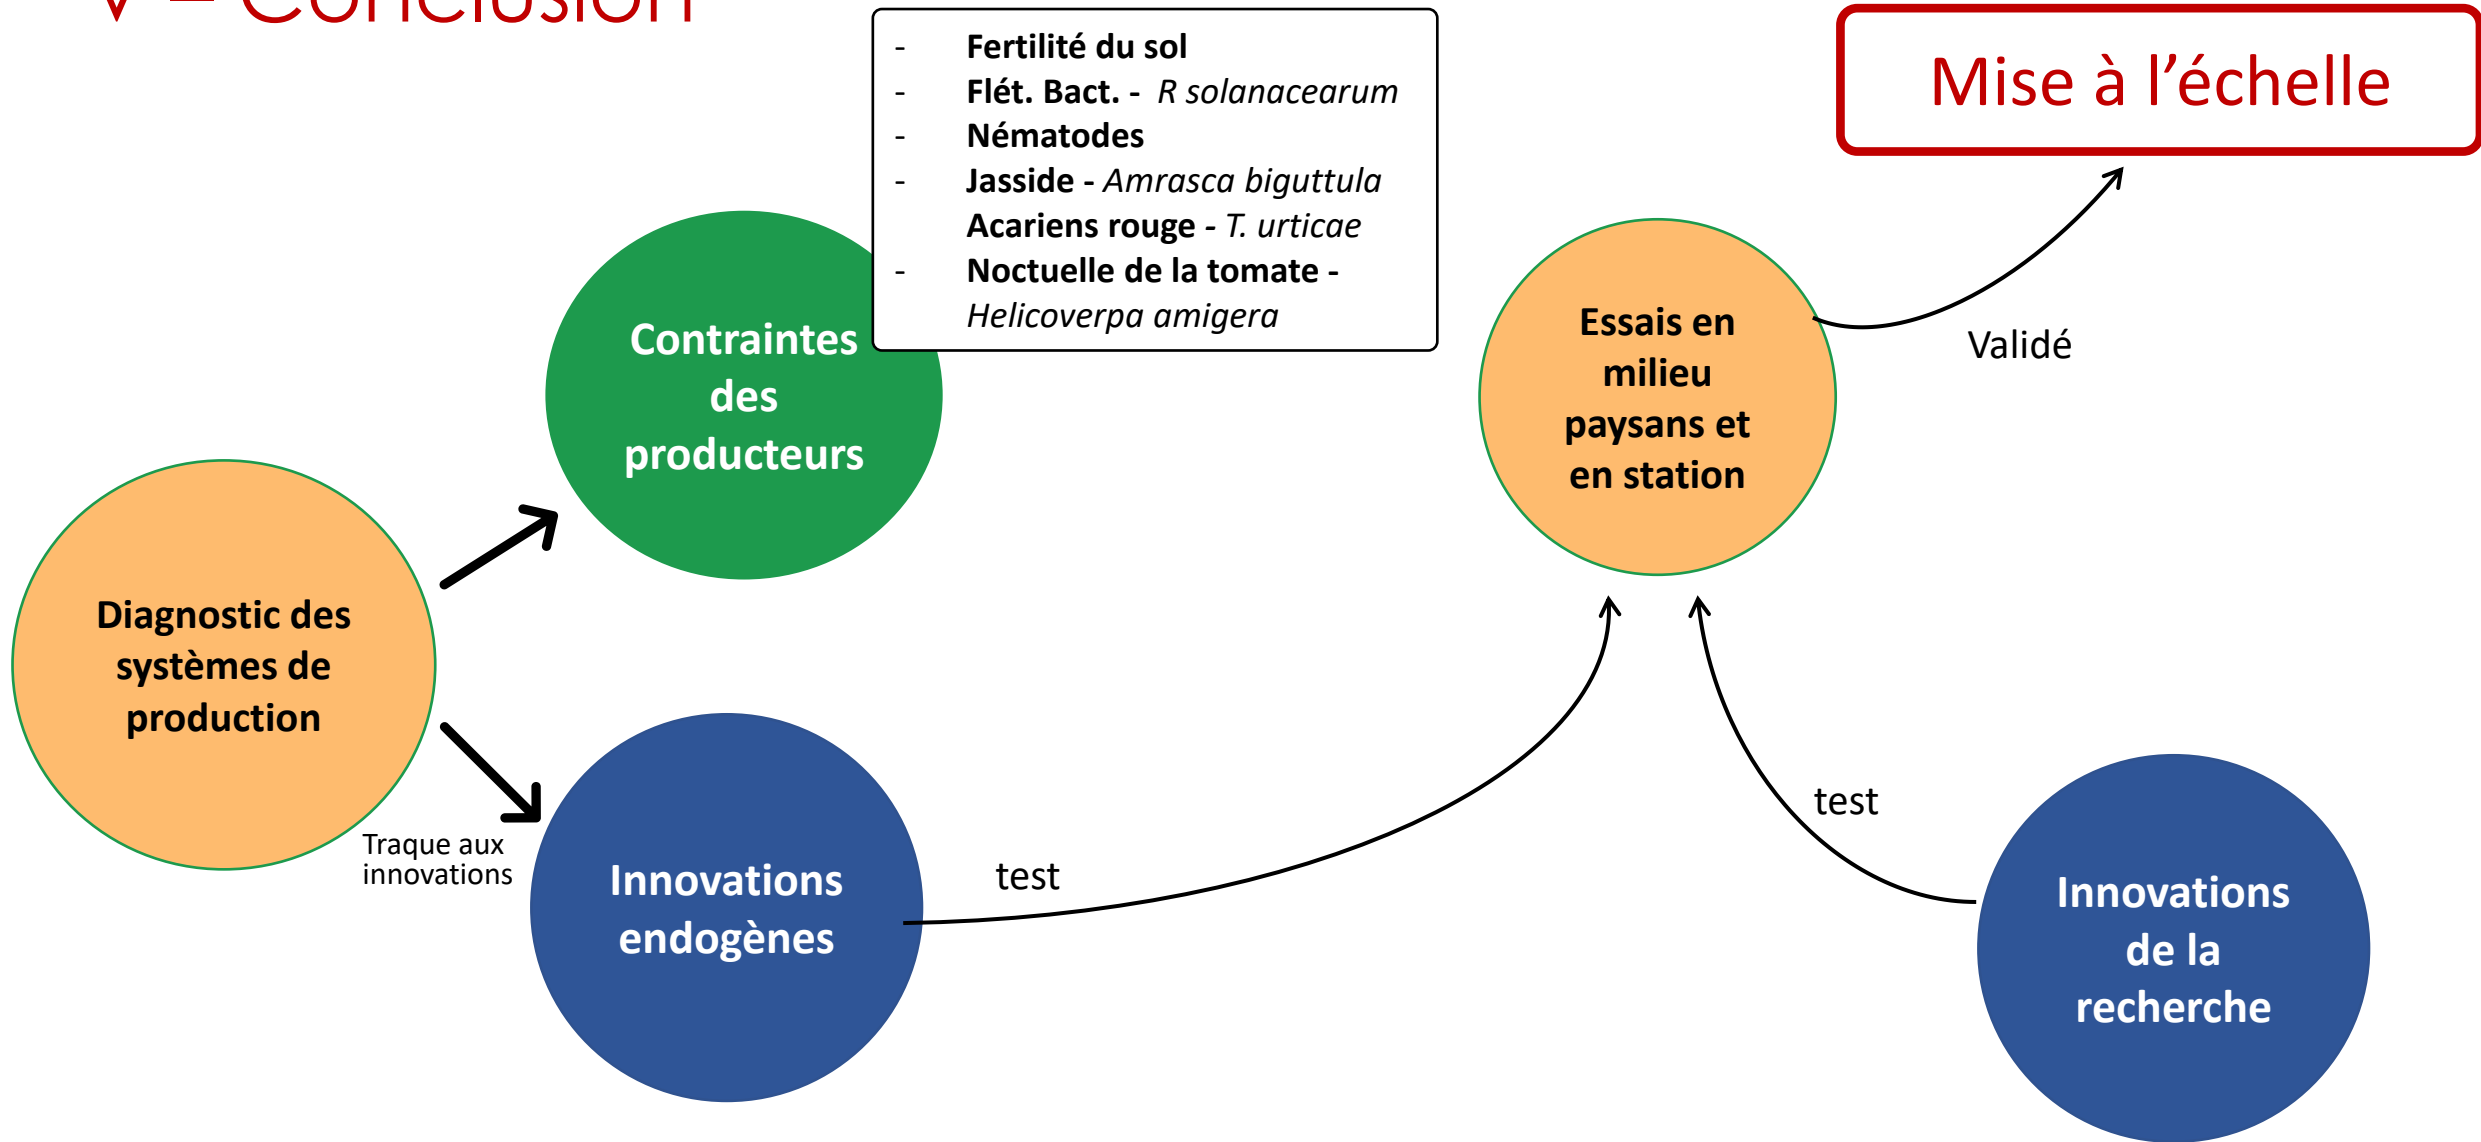 V – Conclusion
- Fertilité du sol
- Flét. Bact. - R solanacearum
- Nématodes
- Jasside - Amrasca biguttula
Acariens rouge - T. urticae
- Noctuelle de la tomate -
Helicoverpa amigera
Mise à l’échelle
Contraintes
des
producteurs
Essais en
milieu
paysans et
en station
Validé
Diagnostic des
systèmes de
production
Traque aux
innovations
Innovations
endogènes
test
test
Innovations
de la
recherche